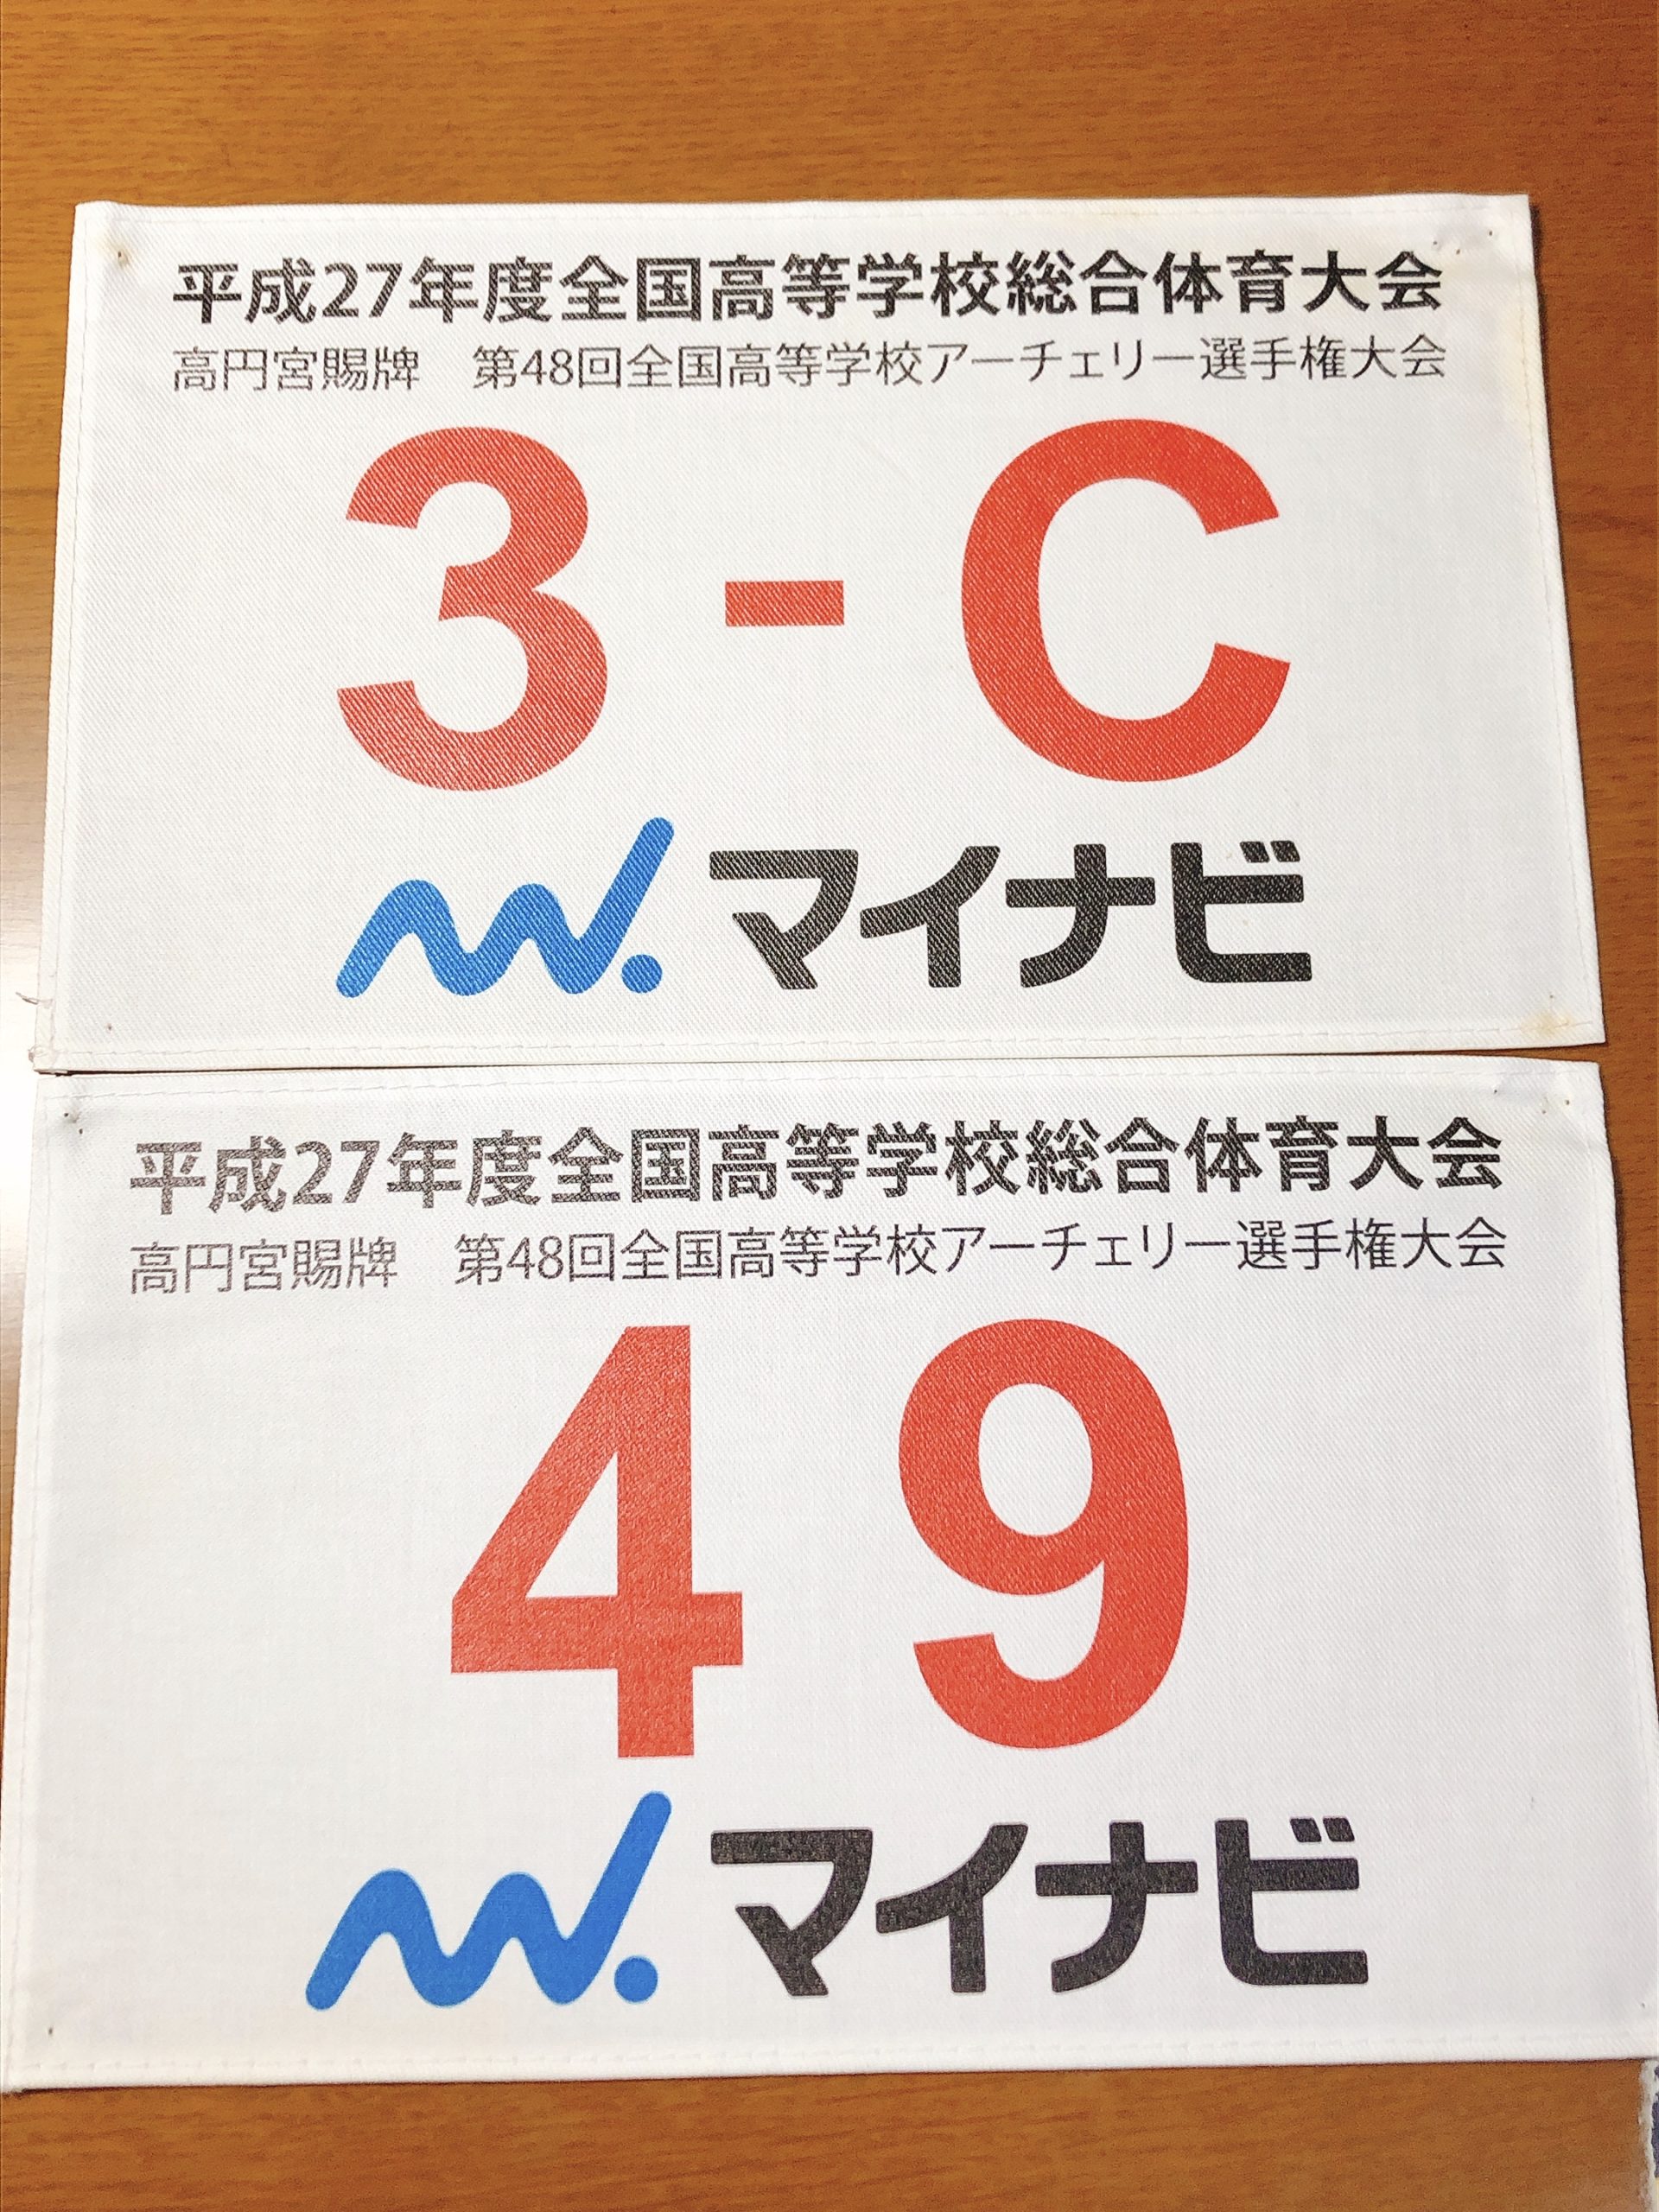 平成27年度全国高等学校総合体育大会
高円宮賜牌　第48回全国高等学校アーチェリー選手権大会
3-C
マイナビ
平成27年度全国高等学校総合体育大会
高円宮賜牌　第48回全国高等学校アーチェリー選手権大会
49
マイナビ